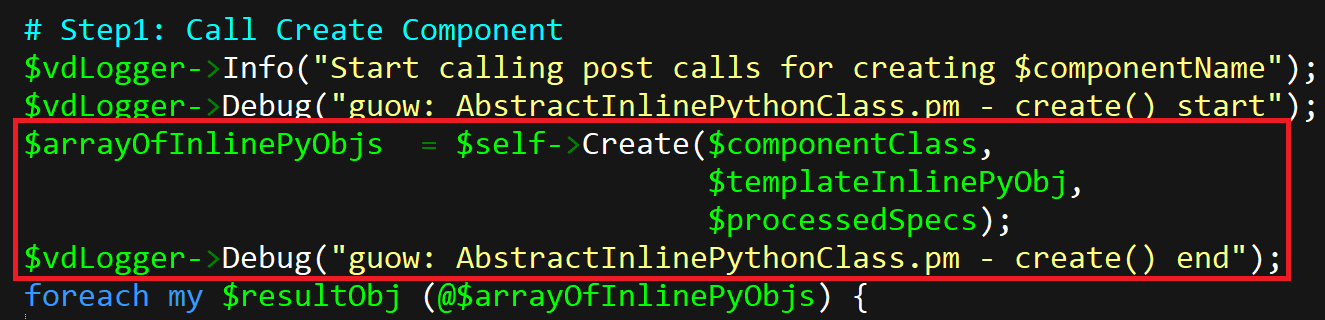 # Step1: Call Create Component
$vdLogger->Info("Start calling post calls for creating $componentName");
$vdLogger->Debug("guow: AbstractInlinePythonClass.pm - create() start");
$arrayOfInlinePyObjs  = $self->Create($componentClass,
                                      $templateInlinePyObj,
                                      $processedSpecs);
$vdLogger->Debug("guow: AbstractInlinePythonClass.pm - create() end");
foreach my $resultObj (@$arrayOfInlinePyObjs) {